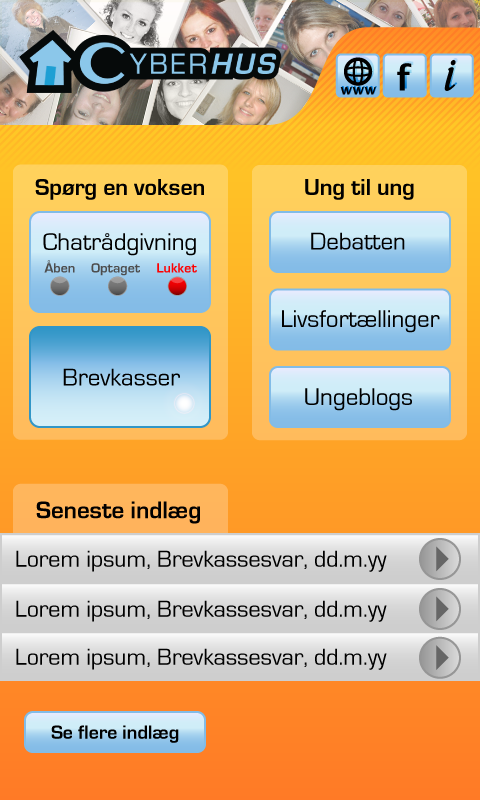 CYBERHUS
www
f
i
Spørg en voksen
Ung til ung
Chatrådgivning
Åben Optaget Lukket
Brevkasser
Debatten
Livsfortællinger
Ungeblogs
Seneste indlæg
Lorem ipsum, Brevkassesvar, dd.m.yy
Lorem ipsum, Brevkassesvar, dd.m.yy
Lorem ipsum, Brevkassesvar, dd.m.yy
Se flere indlæg